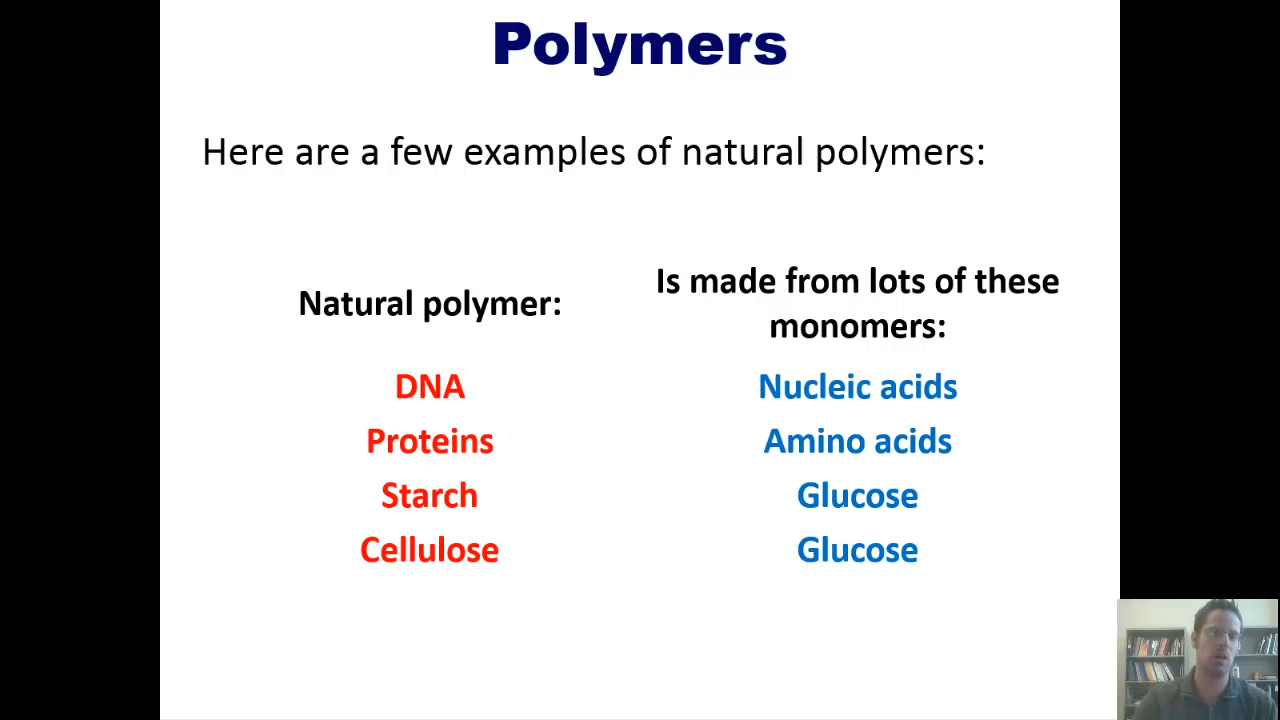 Polymers
Here are a few examples of natural polymers:
Natural polymer:
Is made from lots of these
monomers:
DNA
Nucleic acids
Proteins
Amino acids
Starch
Glucose
Cellulose
Glucose